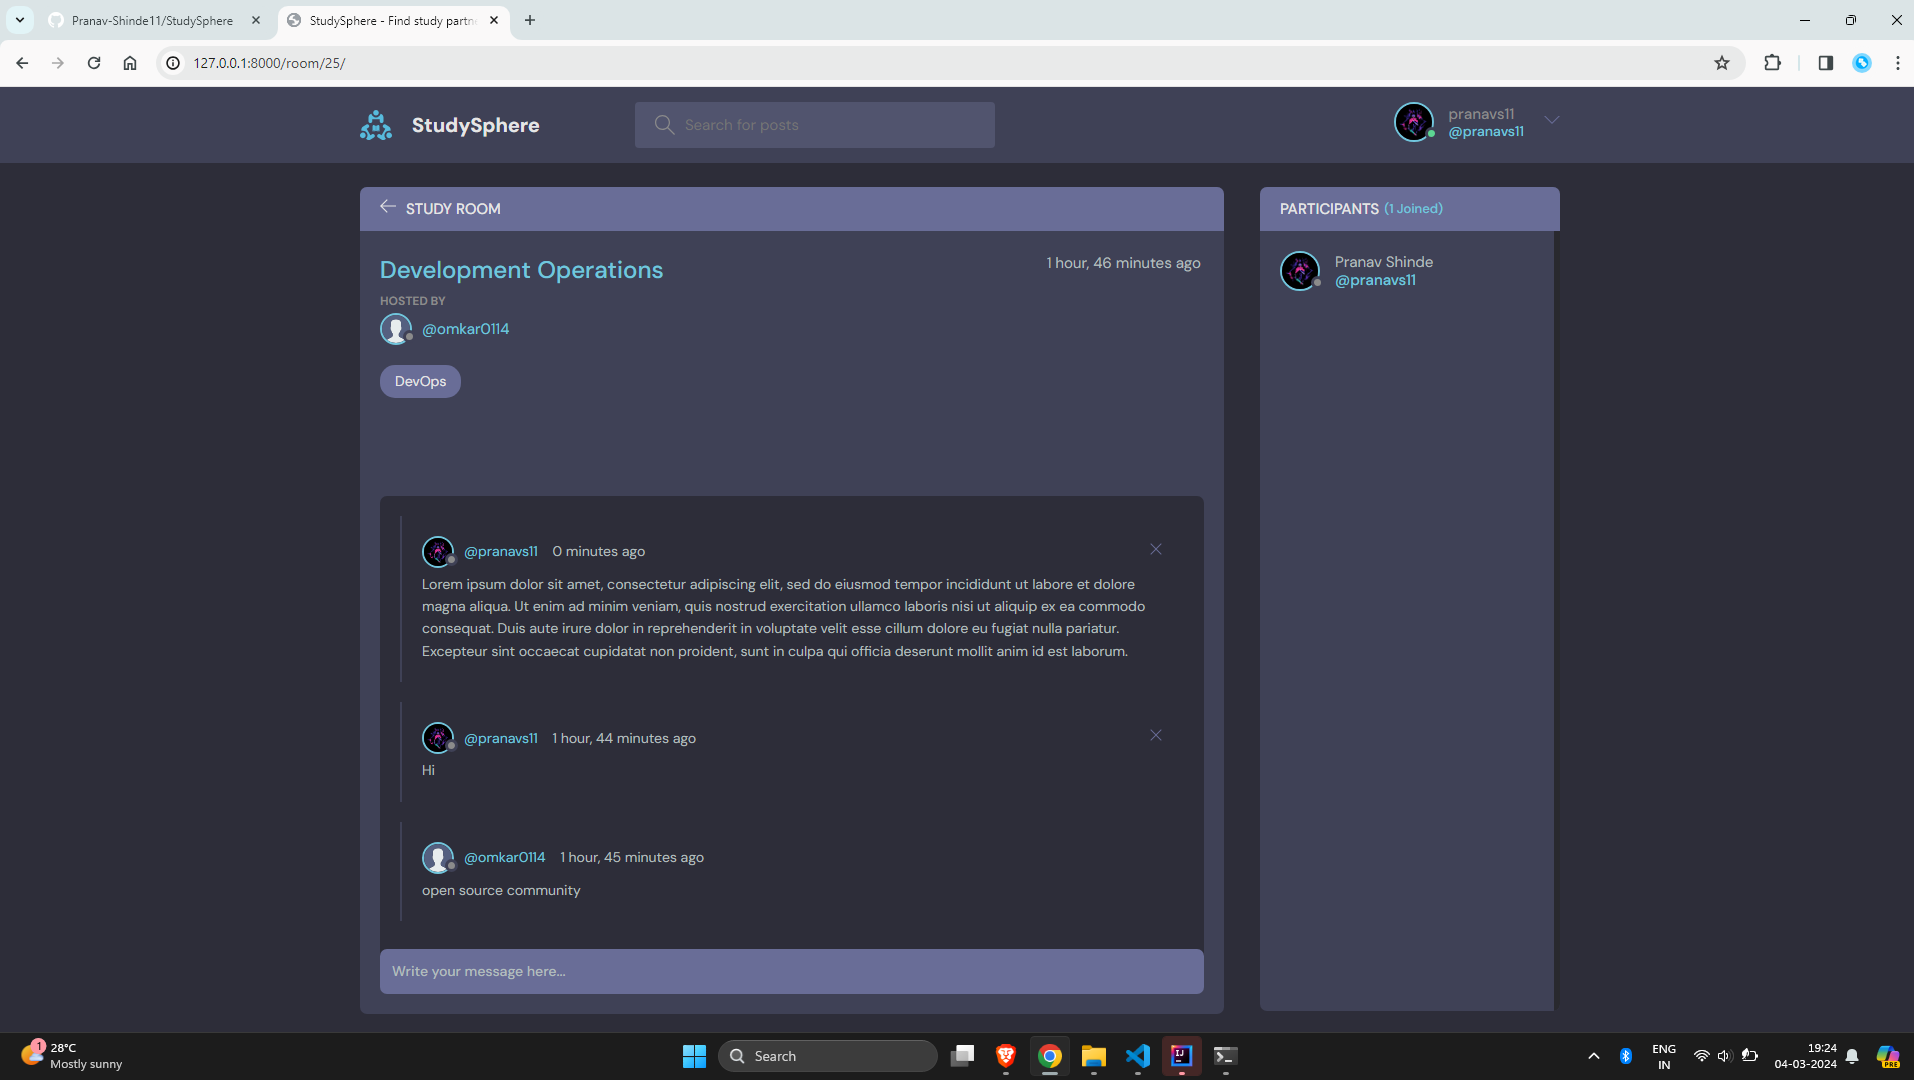 Pranav-Shinde11/StudySphere
StudySphere - Find study partn
127.0.0.1:8000/room/25/
StudySphere
Search for posts
pranavs11
@pranavs11
STUDY ROOM
Development Operations
1 hour, 46 minutes ago
HOSTED BY
@omkar0114
DevOps
@pranavs11 0 minutes ago
Lorem ipsum dolor sit amet, consectetur adipiscing elit, sed do eiusmod tempor incididunt ut labore et dolore
magna aliqua. Ut enim ad minim veniam, quis nostrud exercitation ullamco laboris nisi ut aliquip ex ea commodo
consequat. Duis aute irure dolor in reprehenderit in voluptate velit esse cillum dolore eu fugiat nulla pariatur.
Excepteur sint occaecat cupidatat non proident, sunt in culpa qui officia deserunt mollit anim id est laborum.
@pranavs11 1 hour, 44 minutes ago
Hi
@omkar0114 1 hour, 45 minutes ago
open source community
Write your message here...
PARTICIPANTS (1 Joined)
Pranav Shinde
@pranavs11
1
28°C
Mostly sunny
Search
IJ
ENG
IN
19:24
04-03-2024
PRE